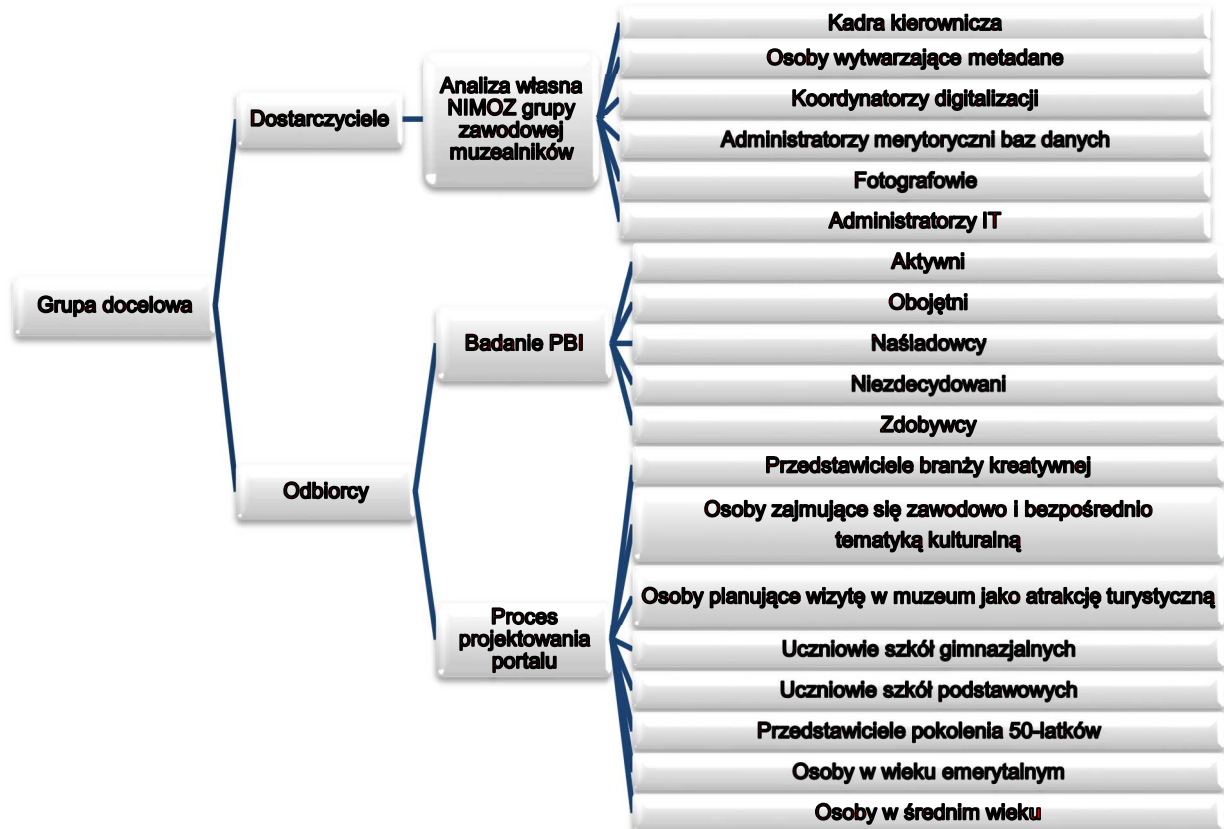 Grupa docelowa
Dostarczyciele
Analiza własna
NIMOZ grupy
zawodowej
muzealników
Kadra kierownicza
Osoby wytwarzające metadane
Koordynatorzy digitalizacji
Administratorzy merytoryczni baz danych
Fotografowie
Administratorzy IT
Odbiorcy
Badanie PBI
Aktywni
Obojętni
Naśladowcy
Niezdecydowani
Zdobywcy
Proces
projektowania
portalu
Przedstawiciele branży kreatywnej
Osoby zajmujące się zawodowo i bezpośrednio
tematyką kulturalną
Osoby planujące wizytę w muzeum jako atrakcję turystyczną
Uczniowie szkół gimnazjalnych
Uczniowie szkół podstawowych
Przedstawiciele pokolenia 50-latków
Osoby w wieku emerytalnym
Osoby w średnim wieku